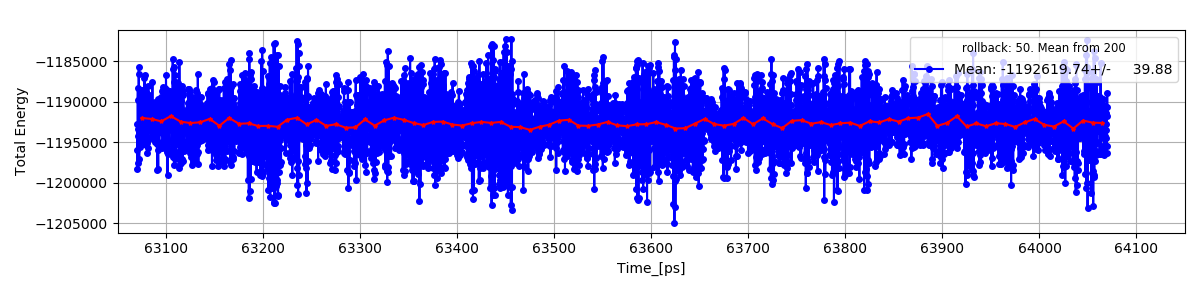 rollback: 50. Mean from 200
Mean: -1192619.74+/- 39.88
Total Energy
−1185000
−1190000
−1195000
−1200000
−1205000
63100 63200 63300 63400 63500 63600 63700 63800 63900 64000 64100
Time_[ps]